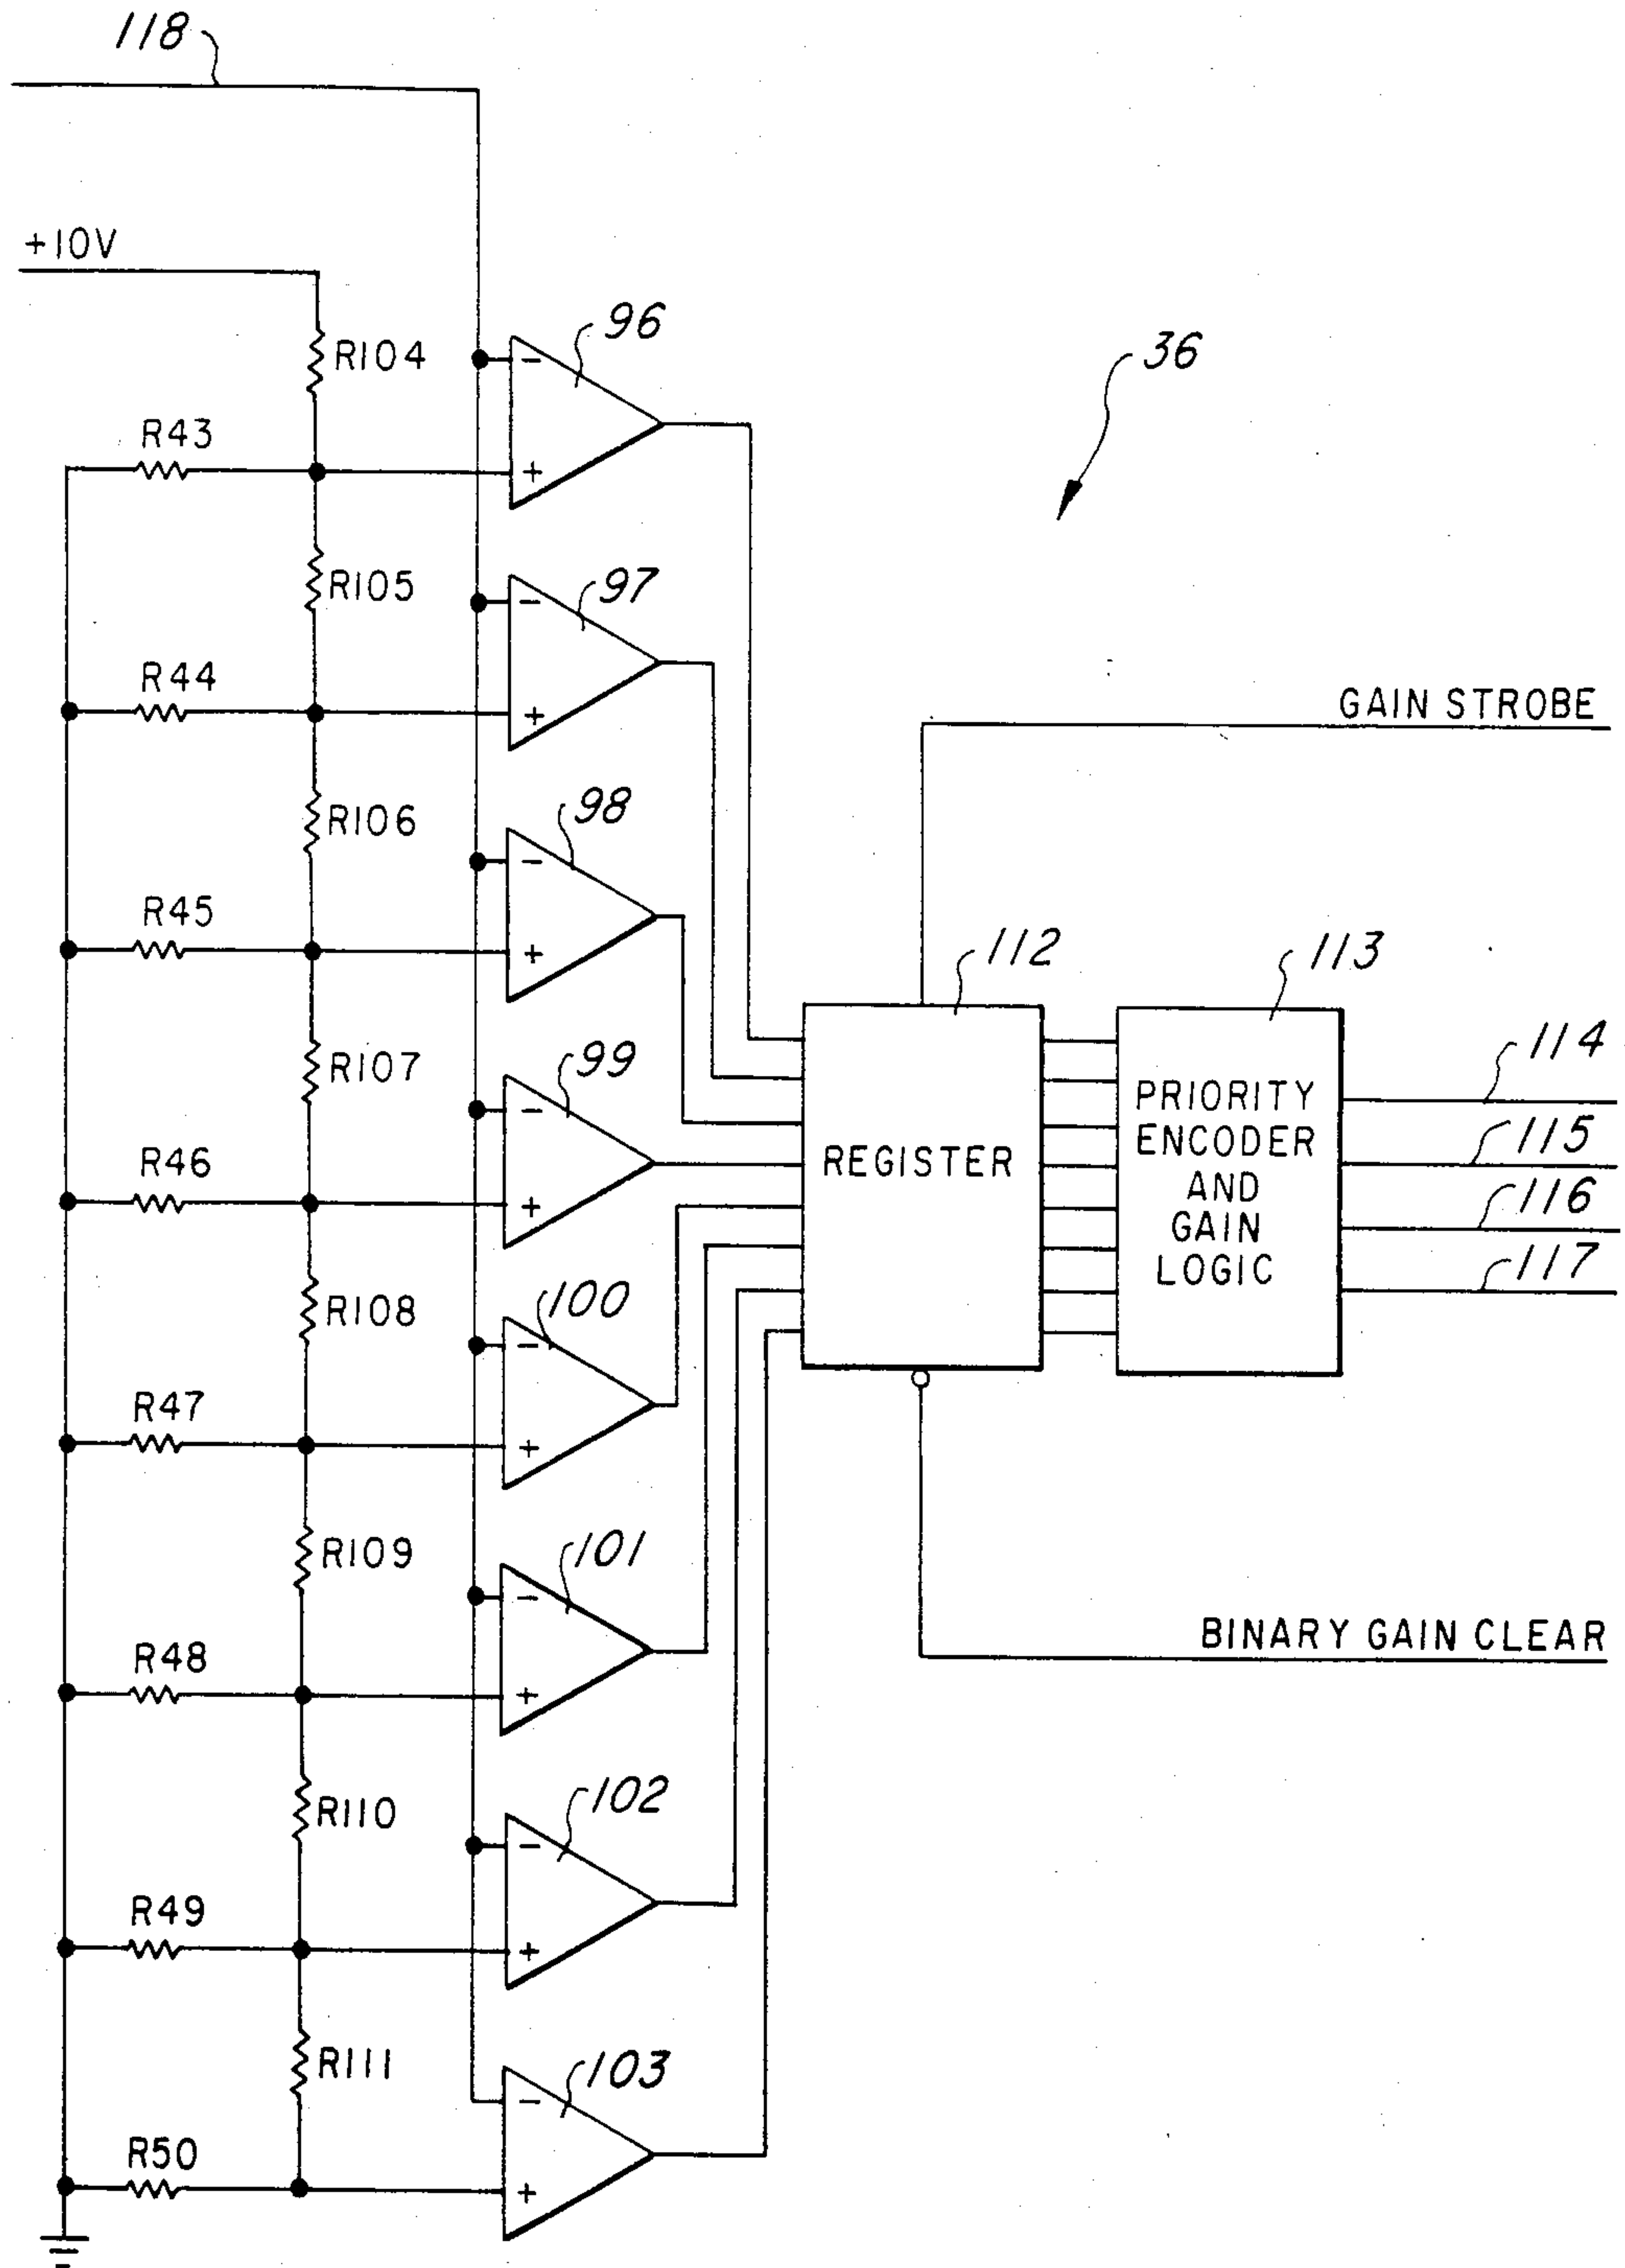 118
+10V
96
R104
36
R43
97
R105
R44
GAIN STROBE
98
R106
R45
112
113
99
R107
114
PRIORITY
ENCODER
AND
GAIN
LOGIC
115
REGISTER
R46
116
117
100
R108
R47
101
R109
BINARY GAIN CLEAR
R48
102
R110
R49
103
R111
R50